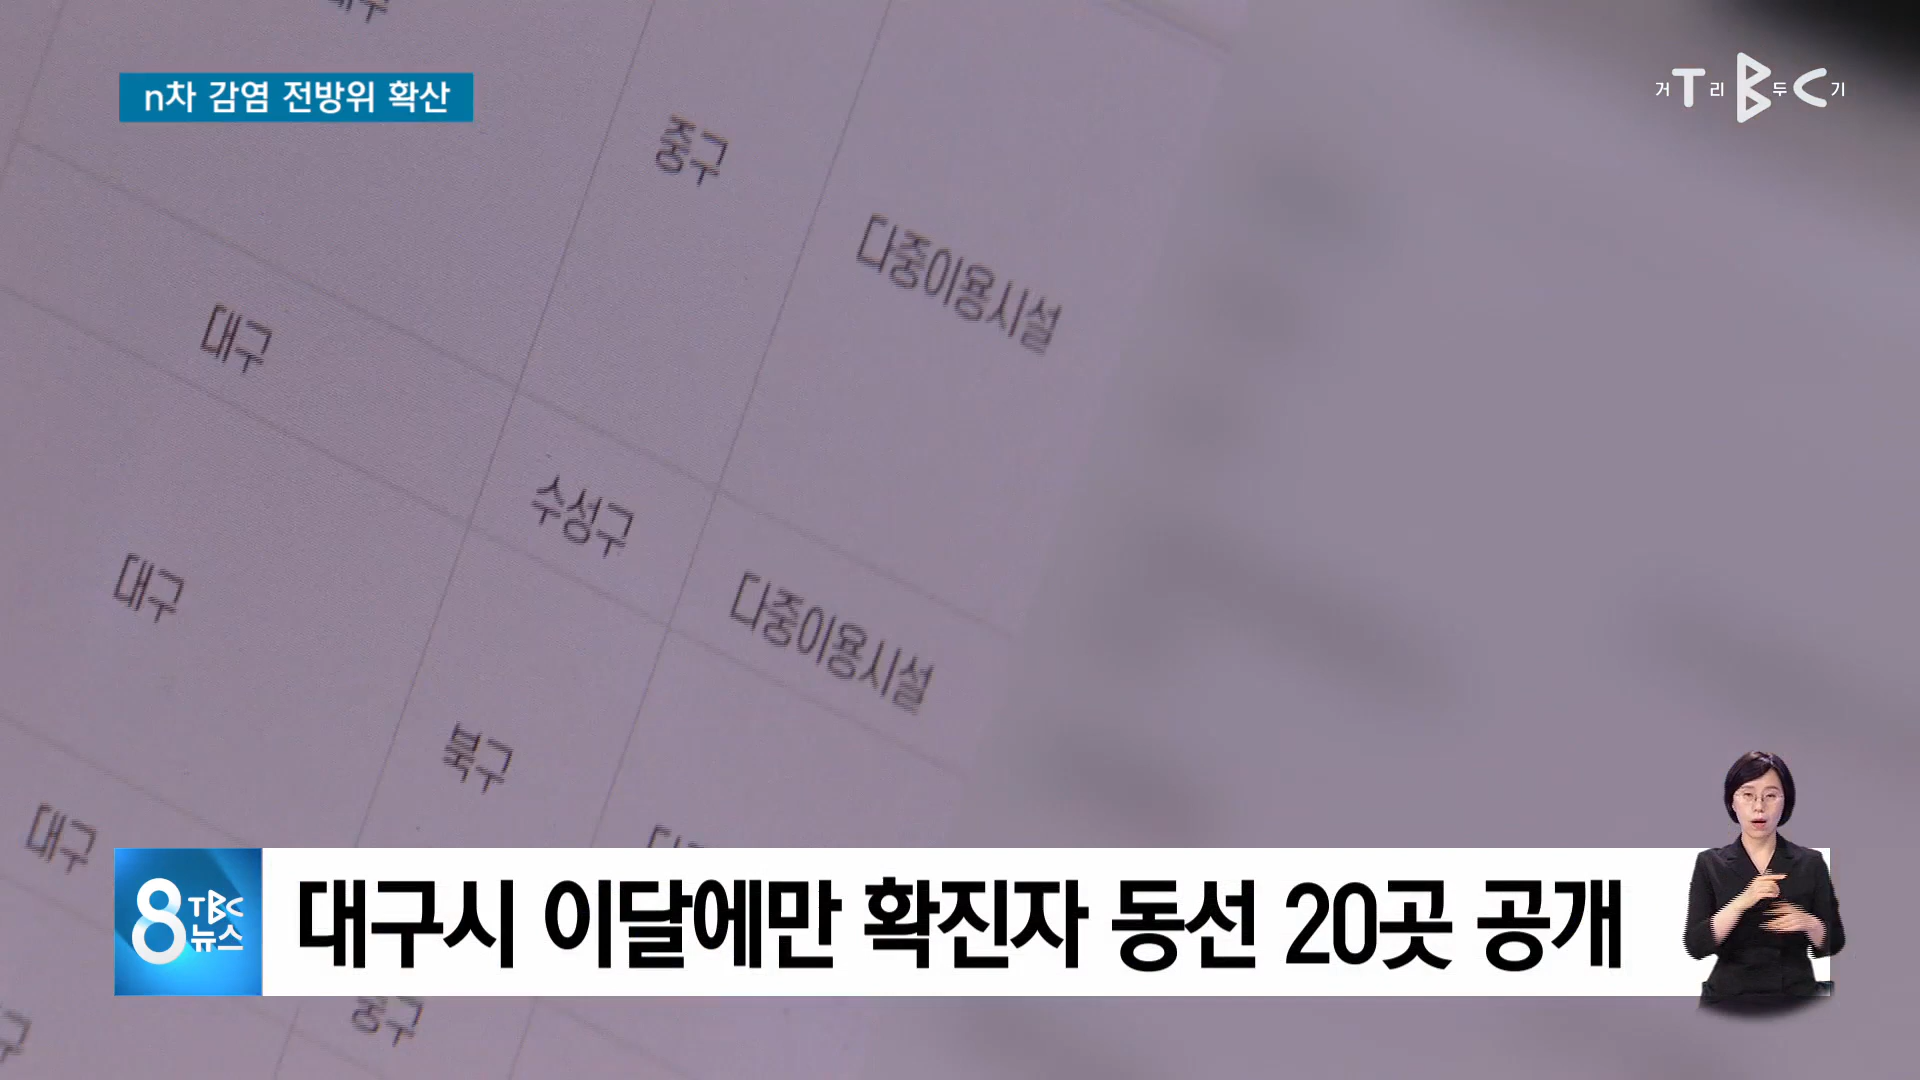 n차 감염 전방위 확산
거 T 리 B 두 C 기
중구
다중이용시설
대구
수성구
다중이용시설
대구
북구
대구
중구
8 TBC 뉴스
대구시 이달에만 확진자 동선 20곳 공개